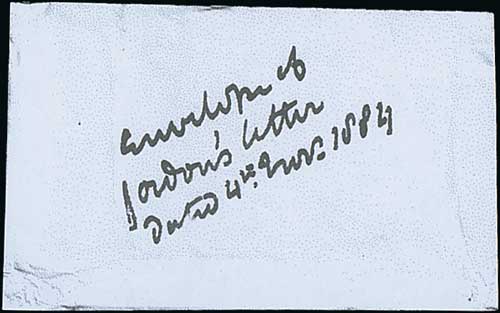 Envelope of
Gordon's letter
Dated 4th Novr. 1884